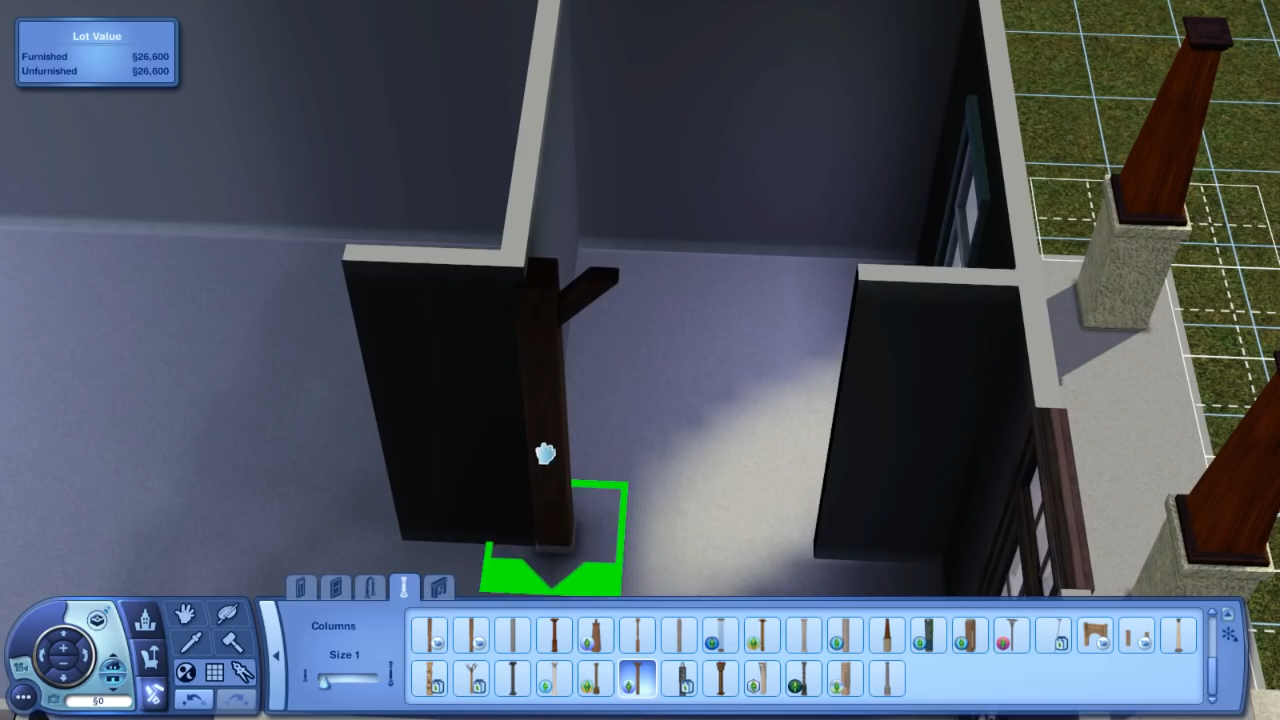 Lot Value
Furnished §26,600
Unfurnished §26,600
Columns
Size 1
§0